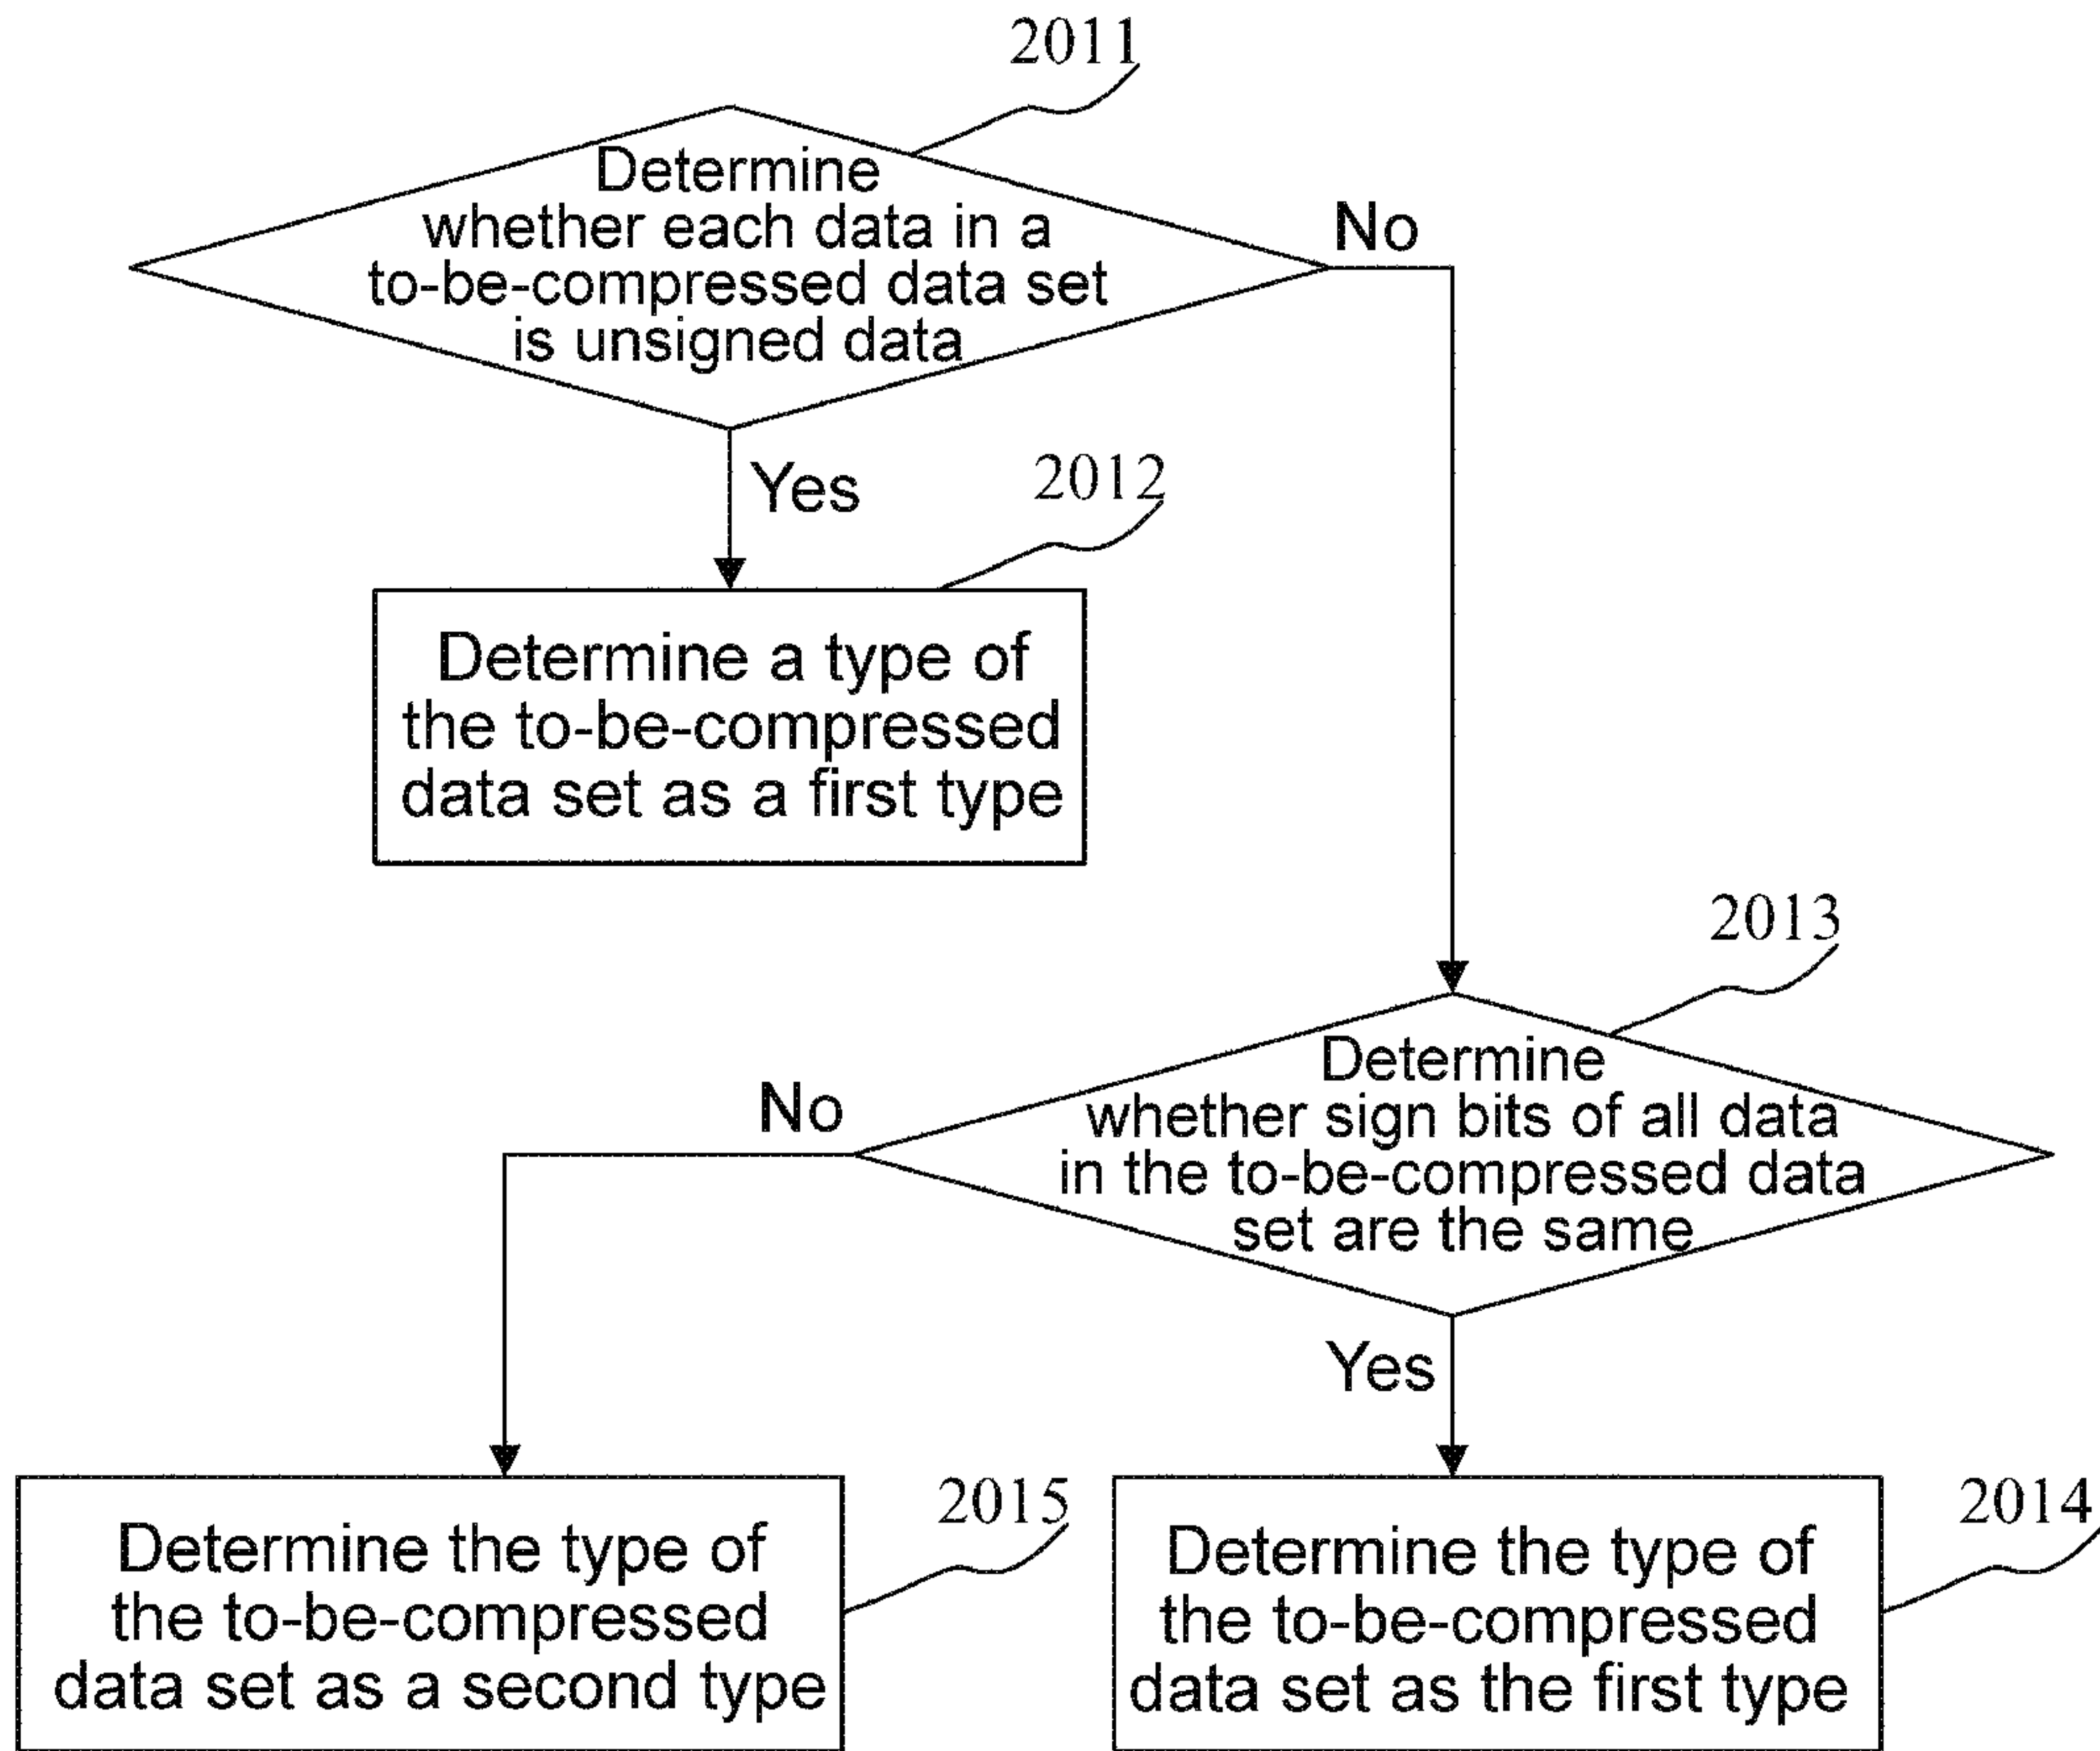 2011
Determine
whether each data in a
to-be-compressed data set
is unsigned data
No
Yes
2012
Determine a type of
the to-be-compressed
data set as a first type
2013
Determine
whether sign bits of all data
in the to-be-compressed data
set are the same
No
Yes
2015
Determine the type of
the to-be-compressed
data set as a second type
2014
Determine the type of
the to-be-compressed
data set as the first type